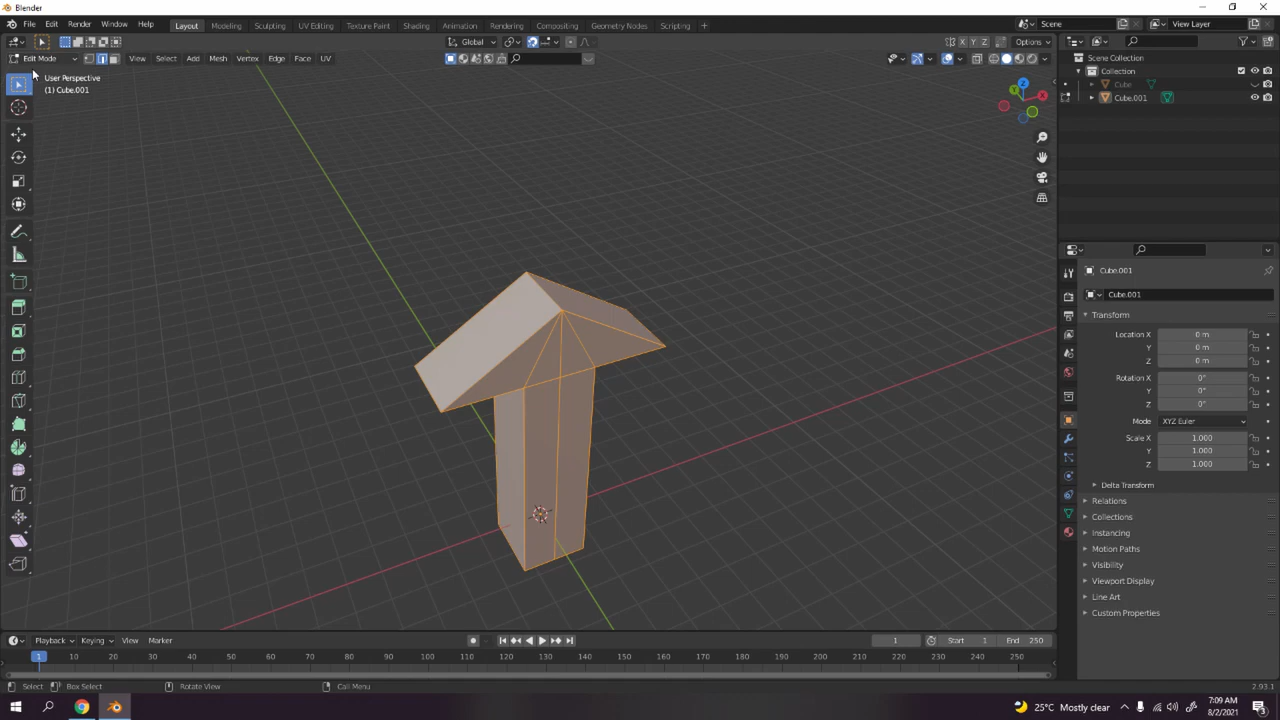 Blender
File Edit Render Window Help Layout Modeling Sculpting UV Editing Texture Paint Shading Animation Rendering Compositing Geometry Nodes Scripting + Scene View Layer
Global X Y Z Options
Edit Mode View Select Add Mesh Vertex Edge Face UV
User Perspective
(1) Cube.001
Z
Y X
Scene Collection
Collection
Cube
Cube.001
Cube.001
Cube.001
Transform
Location X 0 m
Y 0 m
Z 0 m
Rotation X 0°
Y 0°
Z 0°
Mode XYZ Euler
Scale X 1.000
Y 1.000
Z 1.000
Delta Transform
Relations
Collections
Instancing
Motion Paths
Visibility
Viewport Display
Line Art
Custom Properties
Playback Keying View Marker 1 Start 1 End 250
1 10 20 30 40 50 60 70 80 90 100 110 120 130 140 150 160 170 180 190 200 210 220 230 240 250
Select Box Select Rotate View Call Menu 2.93.1
25°C Mostly clear 7:09 AM
8/2/2021